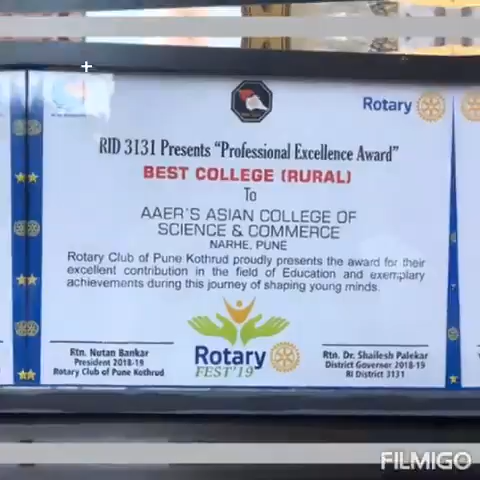 Rotary
RID 3131 Presents "Professional Excellence Award"
BEST COLLEGE (RURAL)
To
AAER'S ASIAN COLLEGE OF
SCIENCE & COMMERCE
NARHE, PUNE
Rotary Club of Pune Kothrud proudly presents the award for their
excellent contribution in the field of Education and exemplary
achievements during this journey of shaping young minds.
Rtn. Nutan Bankar
President 2018-19
Rotary Club of Pune Kothrud
Rotary
FEST'19
Rtn. Dr. Shailesh Palekar
District Governor 2018-19
RI District 3131
FILMIGO